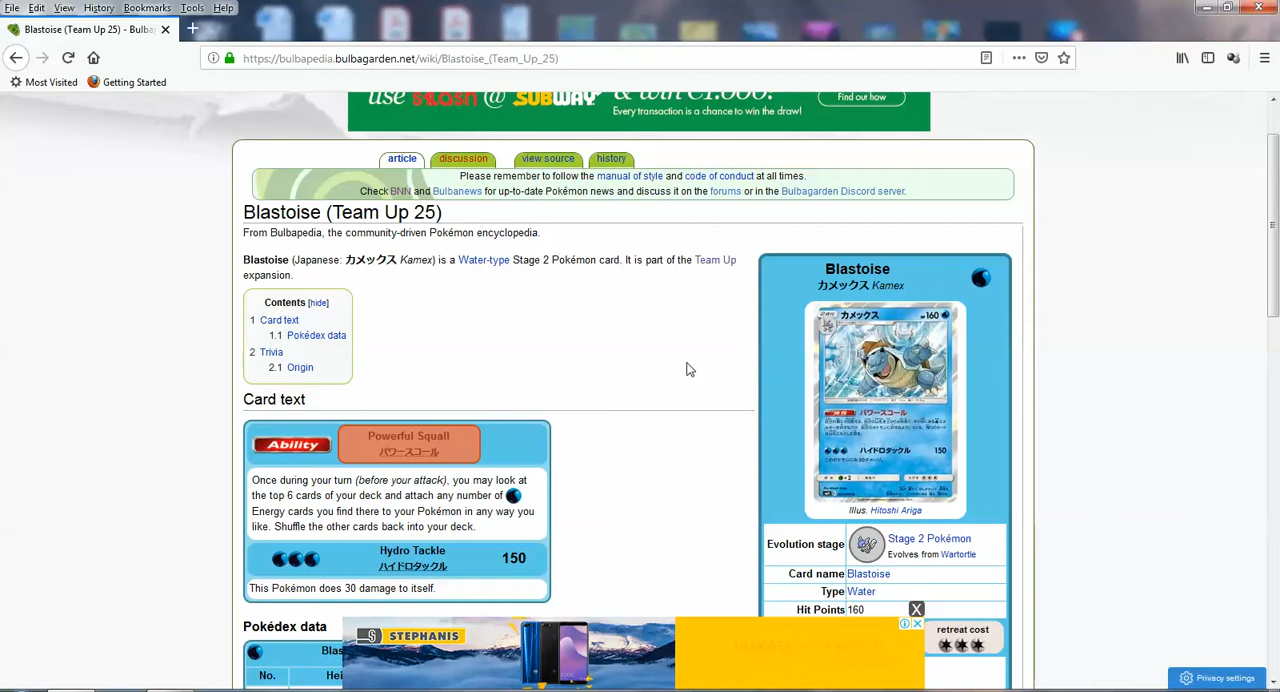 File Edit View History Bookmarks Tools Help
Blastoise (Team Up 25) - Bulba
https://bulbapedia.bulbagarden.net/wiki/Blastoise_(Team_Up_25)
Most Visited Getting Started
use SPLASH @ SUBWAY & win €1.000!
Every transaction is a chance to win the draw!
Find out how
article discussion view source history
Please remember to follow the manual of style and code of conduct at all times.
Check BNN and Bulbanews for up-to-date Pokémon news and discuss it on the forums or in the Bulbagarden Discord server.
Blastoise (Team Up 25)
From Bulbapedia, the community-driven Pokémon encyclopedia.
Blastoise (Japanese: カメックス Kamex) is a Water-type Stage 2 Pokémon card. It is part of the Team Up
expansion.
Contents [hide]
1 Card text
1.1 Pokédex data
2 Trivia
2.1 Origin
Card text
Ability
Powerful Squall
パワースコール
Once during your turn (before your attack), you may look at
the top 6 cards of your deck and attach any number of
Energy cards you find there to your Pokémon in any way you
like. Shuffle the other cards back into your deck.
Hydro Tackle
ハイドロタックル
150
This Pokémon does 30 damage to itself.
Pokédex data
Blas
No. Hei
Blastoise
カメックス Kamex
カメックス 160
パワースコール
ハイドロタックル 150
Illus. Hitoshi Ariga
Evolution stage Stage 2 Pokémon
Evolves from Wartortle
Card name Blastoise
Type Water
Hit Points 160
retreat cost
X
STEPHANIS
Privacy settings